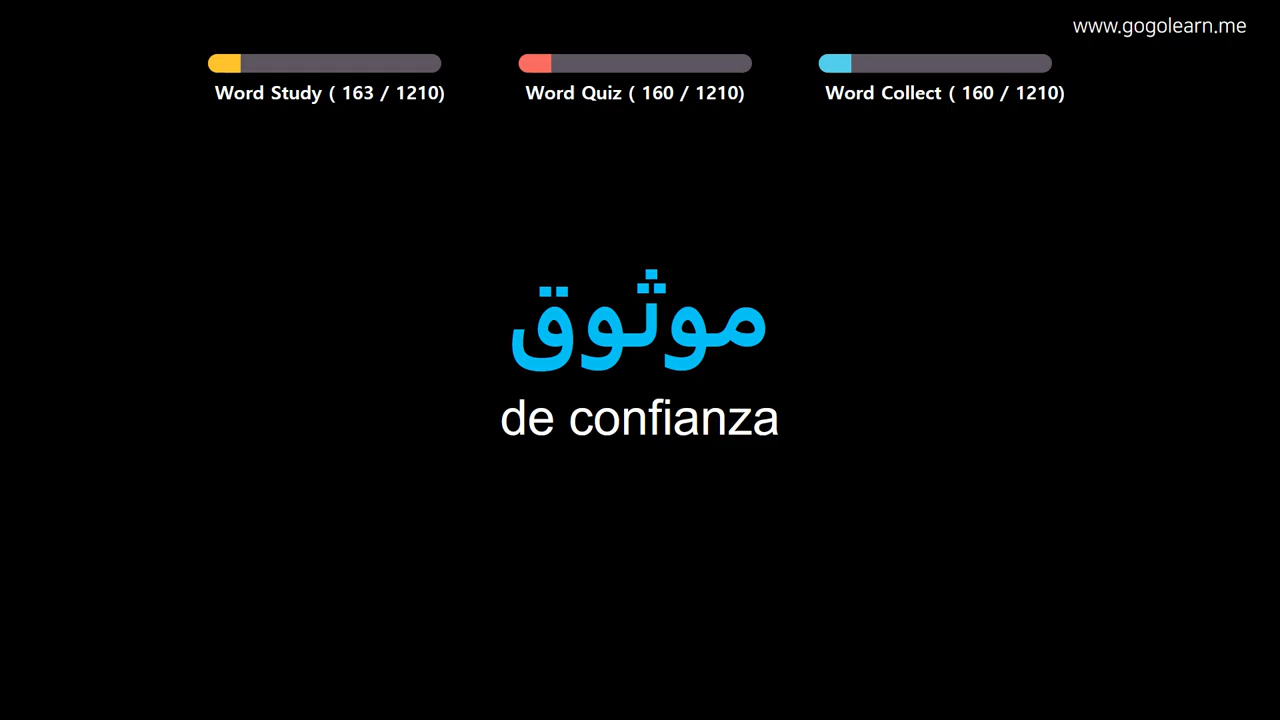 www.gogolearn.me
Word Study ( 163 / 1210)
Word Quiz ( 160 / 1210)
Word Collect ( 160 / 1210)
موثوق
de confianza